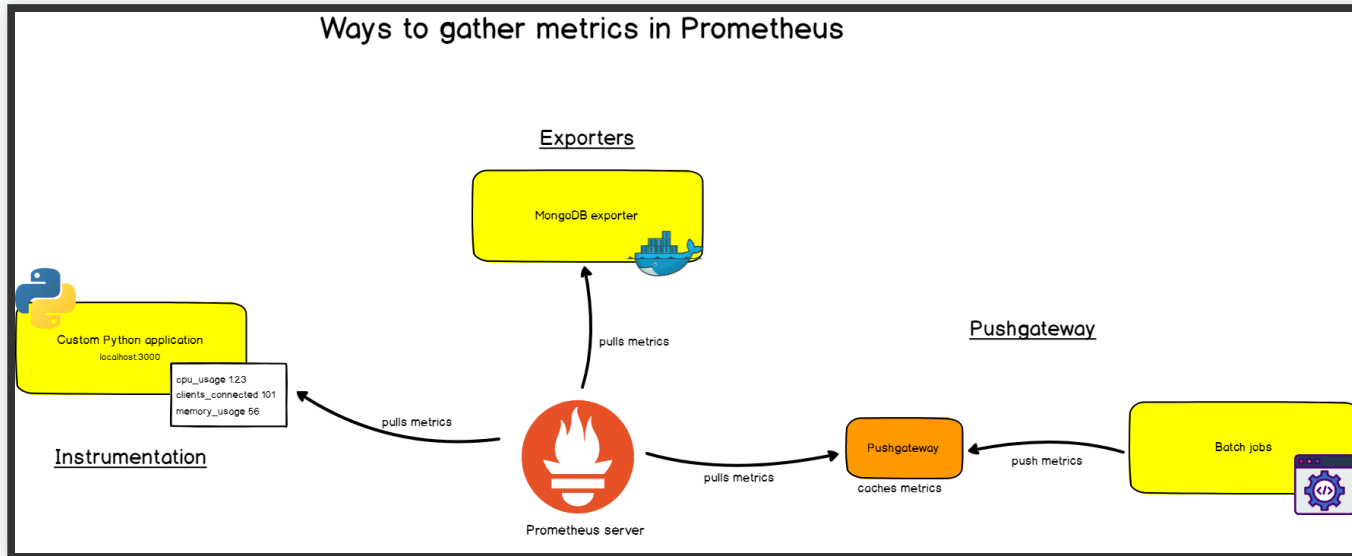 Ways to gather metrics in Prometheus
Exporters
MongoDB exporter
pulls metrics
Custom Python application
localhost:3000
cpu_usage 1.23
clients_connected 101
memory_usage 56
pulls metrics
Instrumentation
Prometheus server
pulls metrics
Pushgateway
Pushgateway
caches metrics
push metrics
Batch jobs